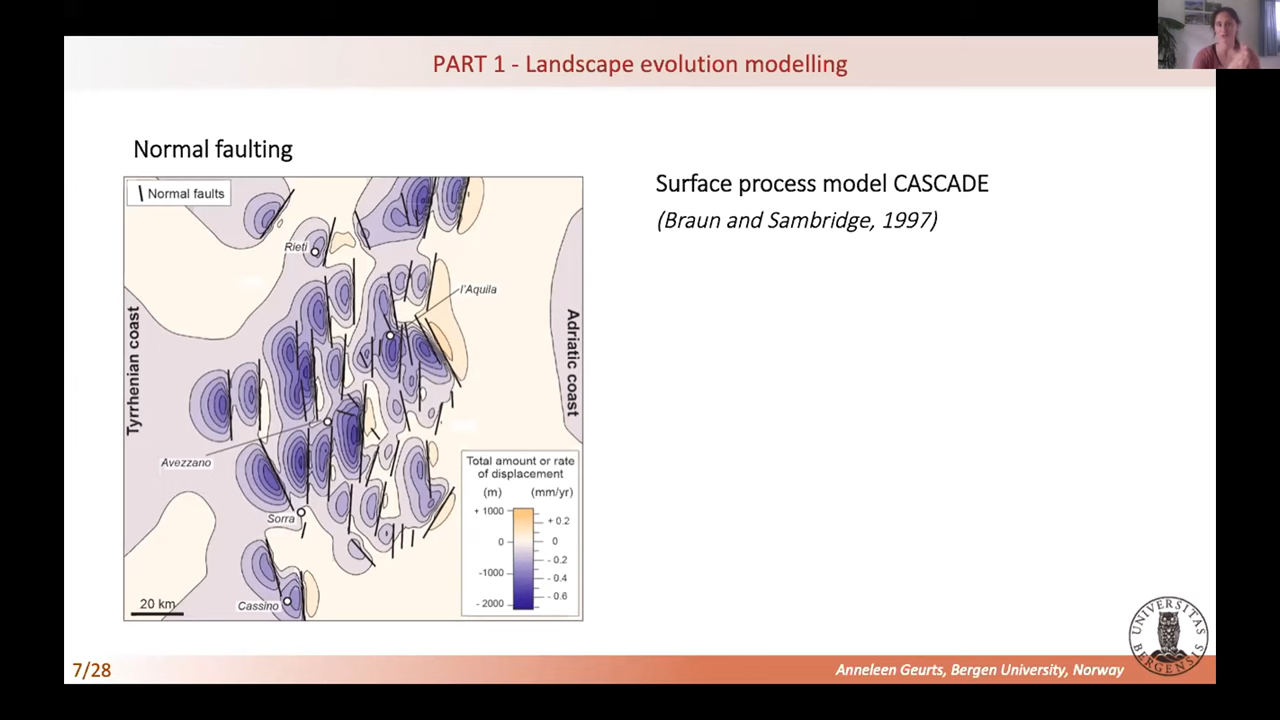 PART 1 - Landscape evolution modelling
Normal faulting
Surface process model CASCADE
(Braun and Sambridge, 1997)
Normal faults
Rieti
l'Aquila
Tyrrhenian coast
Adriatic coast
Avezzano
Sorra
Cassino
20 km
Total amount or rate
of displacement
(m) (mm/yr)
+ 1000
+ 0.2
0 0
- 0.2
-1000
- 0.4
- 0.6
- 2000
UNIVERSITAS
BERGENSIS
7/28
Anneleen Geurts, Bergen University, Norway